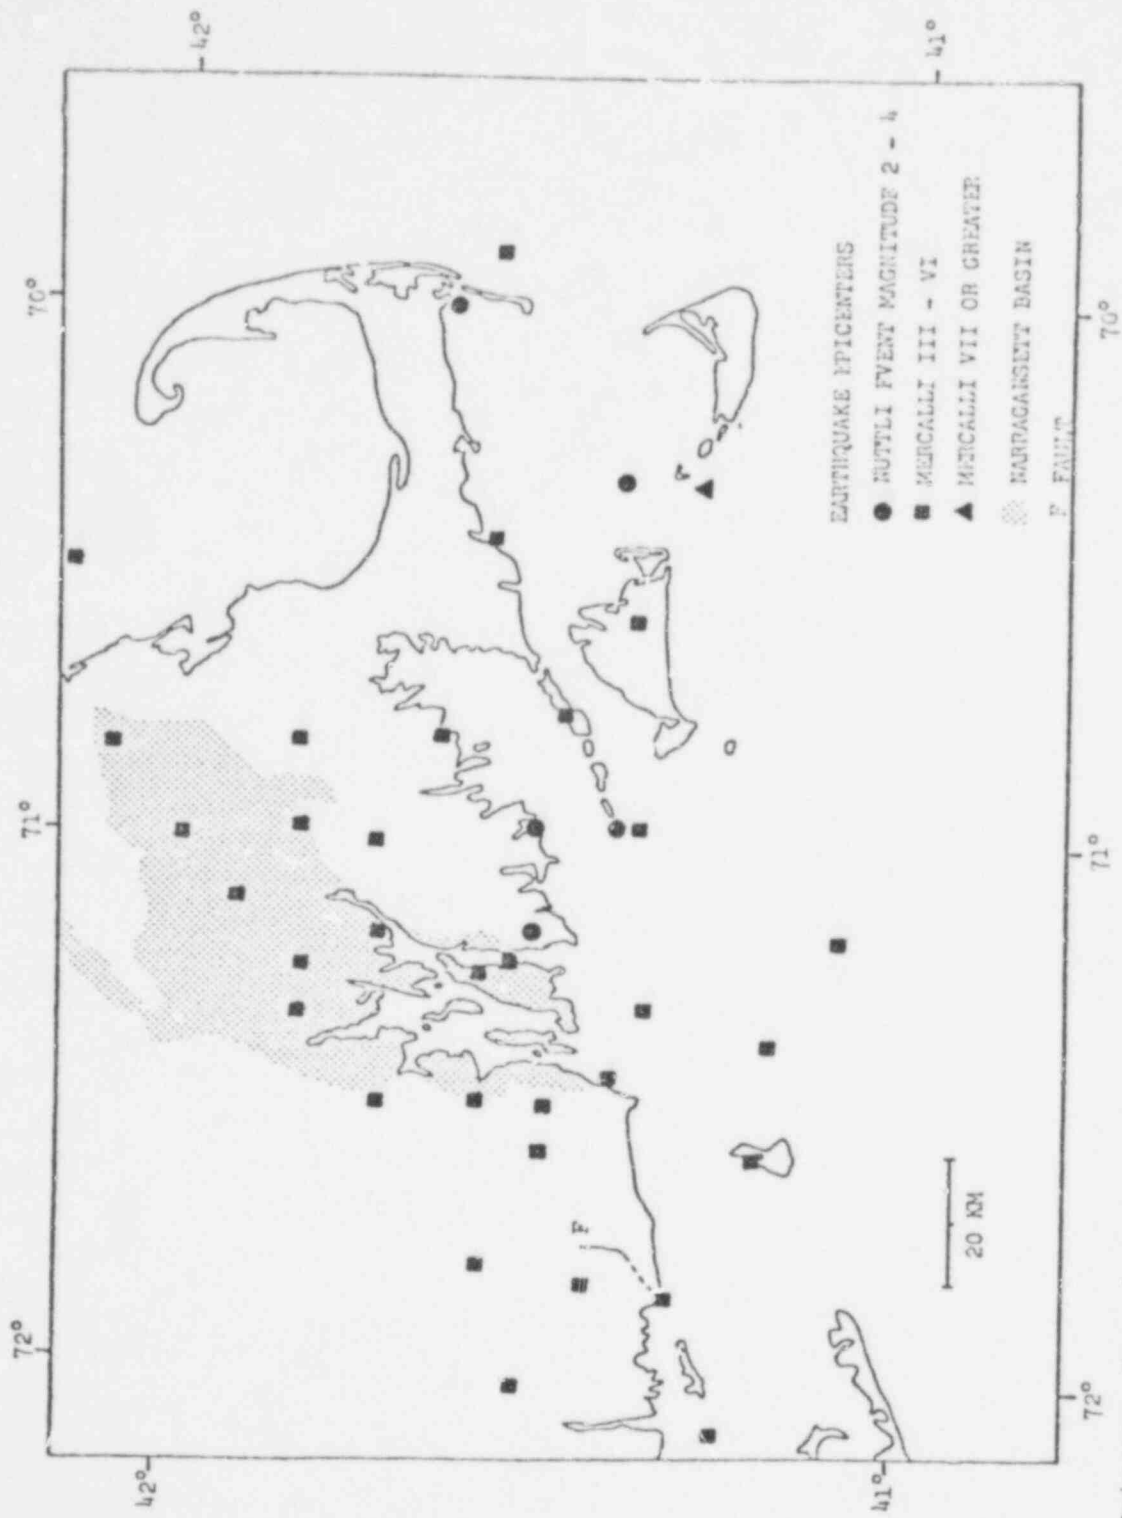 42°
41°
70°
71°
72°
EARTHQUAKE EPICENTERS
NUTTLI EVENT MAGNITUDE 2 - 4
MERCALLI III - VI
MERCALLI VII OR GREATER
NARRAGANSETT BASIN
F FAULT
F
20 KM
70°
71°
72°
42°
41°